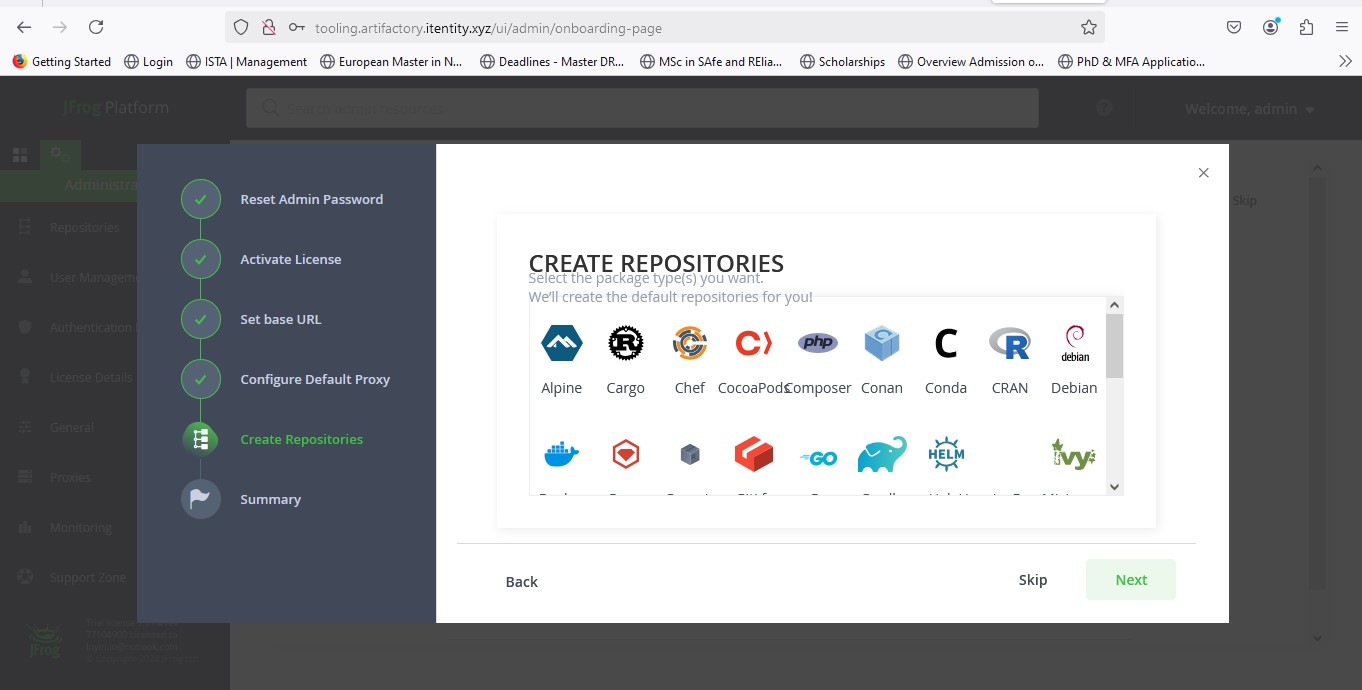 tooling.artifactory.itentity.xyz/ui/admin/onboarding-page
Getting Started
Login
ISTA | Management
European Master in N...
Deadlines - Master DR...
MSc in SAfe and RElia...
Scholarships
Overview Admission o...
PhD & MFA Applicatio...
JFrog Platform
Welcome, admin
Administra
Repositories
User Managem
Authentication
License Details
General
Proxies
Monitoring
Support Zone
JFrog
Skip
Reset Admin Password
Activate License
Set base URL
Configure Default Proxy
Create Repositories
Summary
CREATE REPOSITORIES
Select the package type(s) you want.
We'll create the default repositories for you!
php
C
R
debian
Alpine
Cargo
Chef
CocoaPods
Composer
Conan
Conda
CRAN
Debian
GO
HELM
ivy
Back
Skip
Next